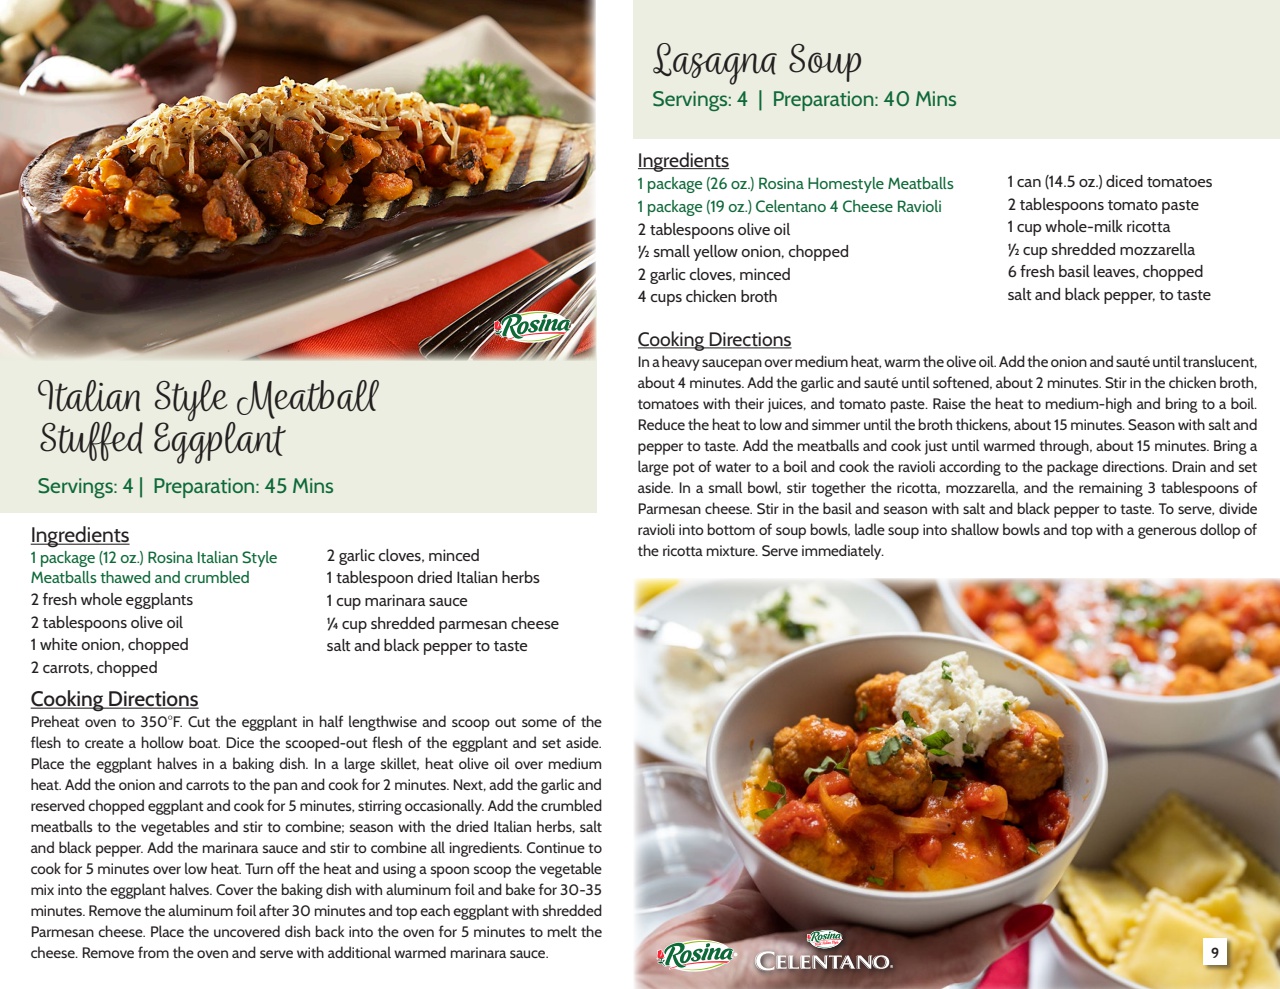 Rosina
Italian Style Meatball
Stuffed Eggplant
Servings: 4 | Preparation: 45 Mins
Ingredients
1 package (12 oz.) Rosina Italian Style
Meatballs thawed and crumbled
2 fresh whole eggplants
2 tablespoons olive oil
1 white onion, chopped
2 carrots, chopped
2 garlic cloves, minced
1 tablespoon dried Italian herbs
1 cup marinara sauce
¼ cup shredded parmesan cheese
salt and black pepper to taste
Cooking Directions
Preheat oven to 350°F. Cut the eggplant in half lengthwise and scoop out some of the
flesh to create a hollow boat. Dice the scooped-out flesh of the eggplant and set aside.
Place the eggplant halves in a baking dish. In a large skillet, heat olive oil over medium
heat. Add the onion and carrots to the pan and cook for 2 minutes. Next, add the garlic and
reserved chopped eggplant and cook for 5 minutes, stirring occasionally. Add the crumbled
meatballs to the vegetables and stir to combine; season with the dried Italian herbs, salt
and black pepper. Add the marinara sauce and stir to combine all ingredients. Continue to
cook for 5 minutes over low heat. Turn off the heat and using a spoon scoop the vegetable
mix into the eggplant halves. Cover the baking dish with aluminum foil and bake for 30-35
minutes. Remove the aluminum foil after 30 minutes and top each eggplant with shredded
Parmesan cheese. Place the uncovered dish back into the oven for 5 minutes to melt the
cheese. Remove from the oven and serve with additional warmed marinara sauce.
Lasagna Soup
Servings: 4 | Preparation: 40 Mins
Ingredients
1 package (26 oz.) Rosina Homestyle Meatballs
1 package (19 oz.) Celentano 4 Cheese Ravioli
2 tablespoons olive oil
½ small yellow onion, chopped
2 garlic cloves, minced
4 cups chicken broth
1 can (14.5 oz.) diced tomatoes
2 tablespoons tomato paste
1 cup whole-milk ricotta
½ cup shredded mozzarella
6 fresh basil leaves, chopped
salt and black pepper, to taste
Cooking Directions
In a heavy saucepan over medium heat, warm the olive oil. Add the onion and sauté until translucent,
about 4 minutes. Add the garlic and sauté until softened, about 2 minutes. Stir in the chicken broth,
tomatoes with their juices, and tomato paste. Raise the heat to medium-high and bring to a boil.
Reduce the heat to low and simmer until the broth thickens, about 15 minutes. Season with salt and
pepper to taste. Add the meatballs and cook just until warmed through, about 15 minutes. Bring a
large pot of water to a boil and cook the ravioli according to the package directions. Drain and set
aside. In a small bowl, stir together the ricotta, mozzarella, and the remaining 3 tablespoons of
Parmesan cheese. Stir in the basil and season with salt and black pepper to taste. To serve, divide
ravioli into bottom of soup bowls, ladle soup into shallow bowls and top with a generous dollop of
the ricotta mixture. Serve immediately.
Rosina
Rosina
CELENTANO.
9